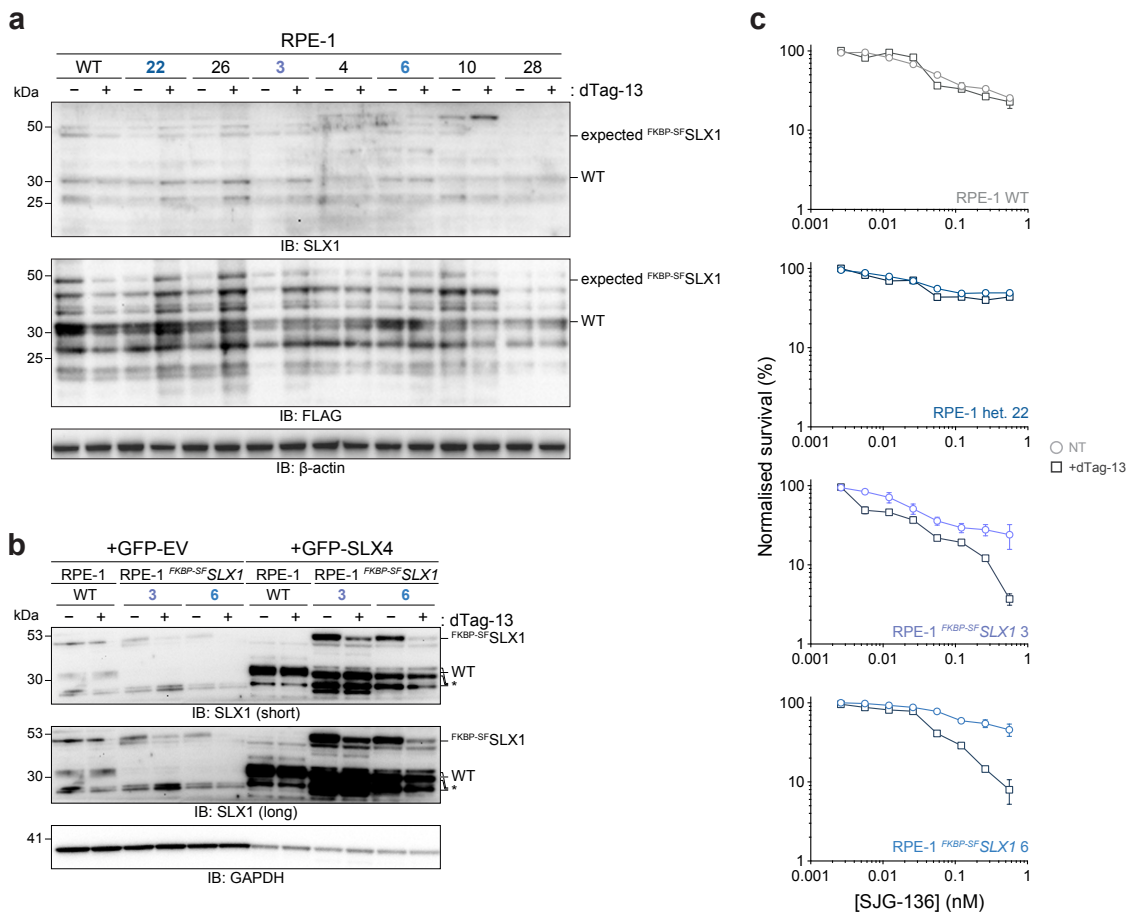 a
RPE-1
WT 22 26 3 4 6 10 28
kDa − + − + − + − + − + − + − + − + : dTag-13
50
expected FKBP-SFSLX1
30
WT
25
IB: SLX1
50
expected FKBP-SFSLX1
WT
30
25
IB: FLAG
IB: β-actin
b
+GFP-EV +GFP-SLX4
RPE-1 RPE-1 FKBP-SFSLX1 RPE-1 RPE-1 FKBP-SFSLX1
WT 3 6 WT 3 6
kDa − + − + − + − + − + − + : dTag-13
53
FKBP-SFSLX1
WT
30
*
IB: SLX1 (short)
53
FKBP-SFSLX1
30
WT
*
IB: SLX1 (long)
41
IB: GAPDH
c
Normalised survival (%)
100
10
1
0.001 0.01 0.1 1
RPE-1 WT
100
10
1
0.001 0.01 0.1 1
RPE-1 het. 22
NT
+dTag-13
100
10
1
0.001 0.01 0.1 1
RPE-1 FKBP-SFSLX1 3
100
10
1
0.001 0.01 0.1 1
RPE-1 FKBP-SFSLX1 6
[SJG-136] (nM)